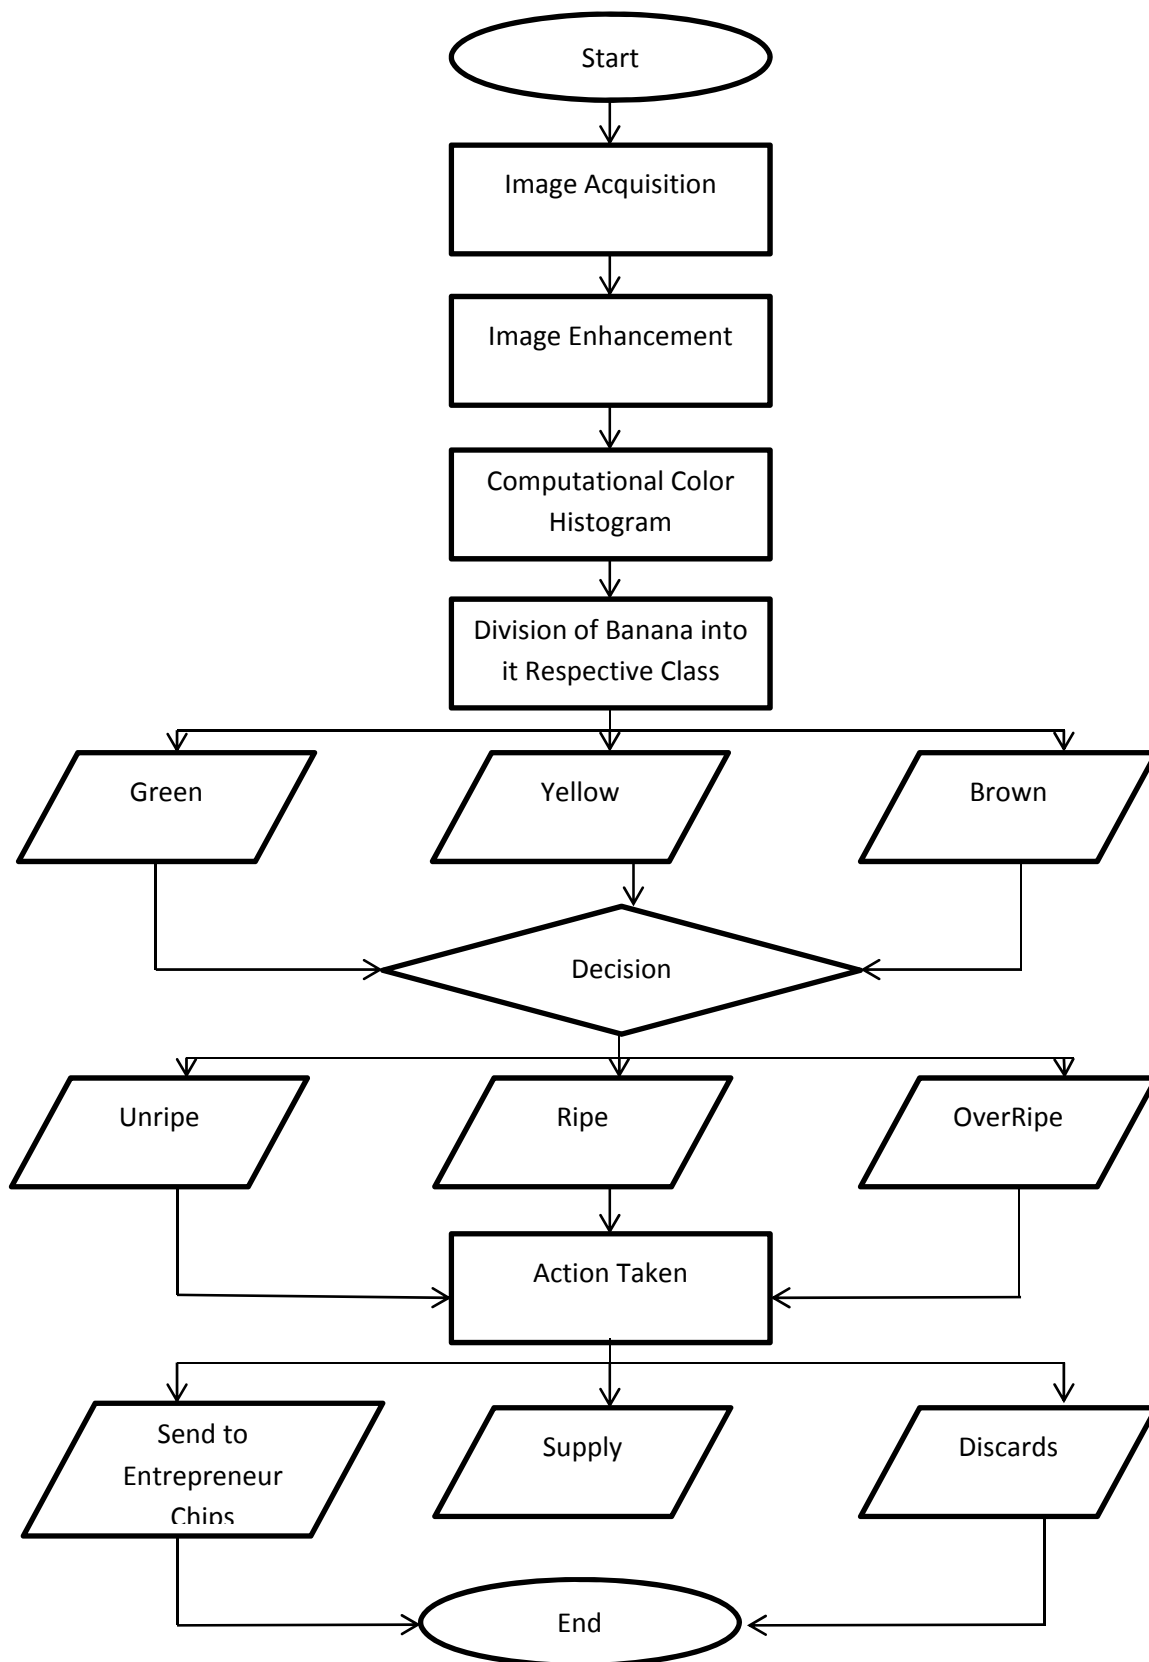 Start
Image Acquisition
Image Enhancement
Computational Color
Histogram
Division of Banana into
it Respective Class
Green
Yellow
Brown
Decision
Unripe
Ripe
OverRipe
Action Taken
Send to
Entrepreneur
Chips
Supply
Discards
End